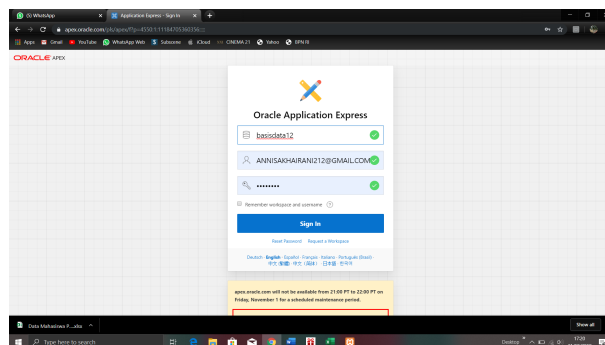 (5) WhatsApp
Application Express - Sign In
apex.oracle.com/pls/apex/f?p=4550:1:11184705360356:::
Apps
Gmail
YouTube
WhatsApp Web
Subscene
iCloud
CINEMA 21
Yahoo
BPN RI
ORACLE APEX
Oracle Application Express
basisdata12
ANNISAKHAIRANI212@GMAIL.COM
Remember workspace and username
Sign In
Reset Password Request a Workspace
Deutsch English Español Français Italiano Português (Brasil)
中文 (繁體) 中文 (简体) 日本語 한국어
apex.oracle.com will not be available from 21:00 PT to 22:00 PT on
Friday, November 1 for a scheduled maintenance period.
Data Mahasiswa P....xlsx
Show all
Type here to search
Desktop
17:20